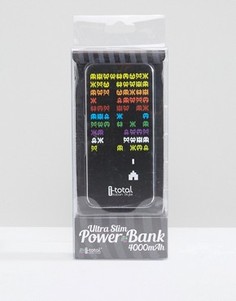 i-total
Ultra Slim
Power Bank
4000mAh